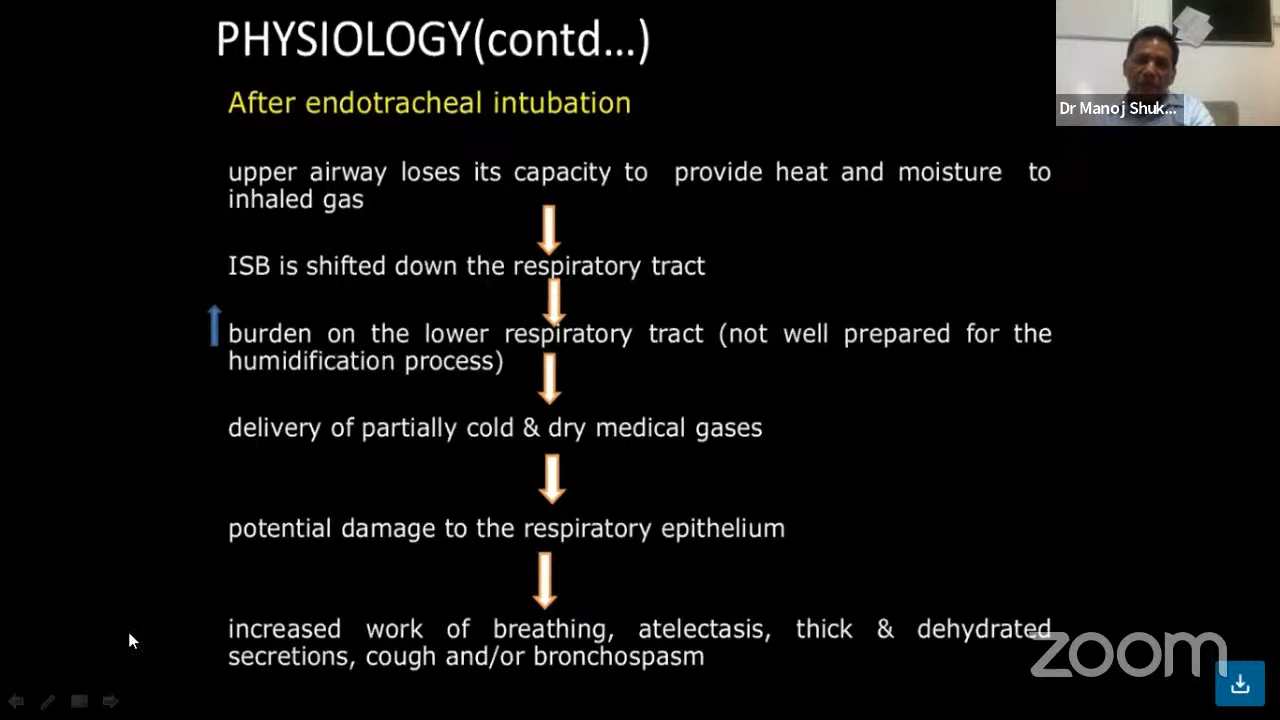 PHYSIOLOGY(contd...)
Dr Manoj Shuk...
After endotracheal intubation
upper airway loses its capacity to provide heat and moisture to
inhaled gas
ISB is shifted down the respiratory tract
burden on the lower respiratory tract (not well prepared for the
humidification process)
delivery of partially cold & dry medical gases
potential damage to the respiratory epithelium
increased work of breathing, atelectasis, thick & dehydrated
secretions, cough and/or bronchospasm
zoom